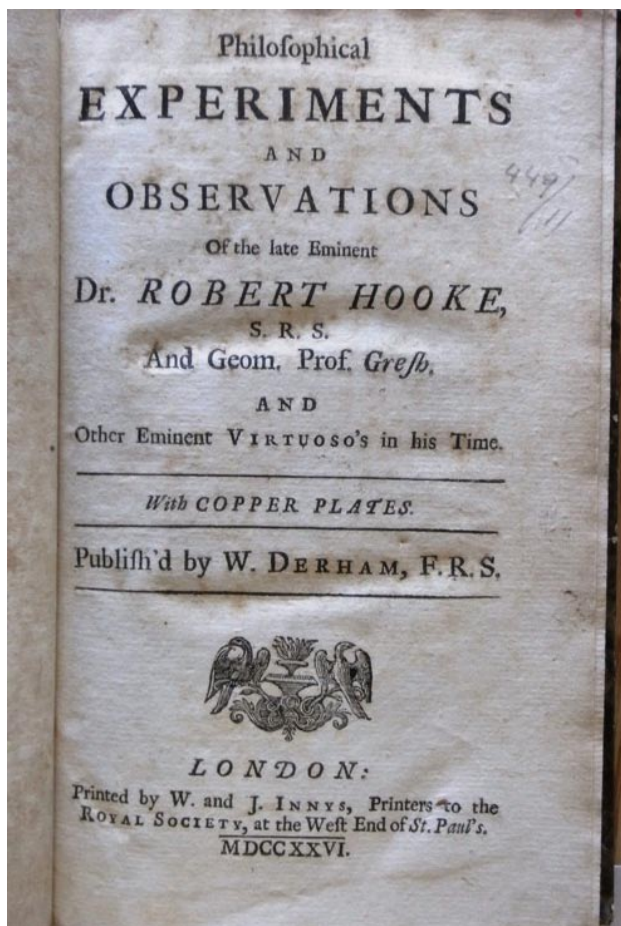 Philoſophical
EXPERIMENTS
AND
OBSERVATIONS
Of the late Eminent
Dr. ROBERT HOOKE,
S. R. S.
And Geom. Prof. Greſh.
AND
Other Eminent VIRTUOSO's in his Time.
With COPPER PLATES.
Publiſh'd by W. DERHAM, F.R.S.
LONDON:
Printed by W. and J. INNYS, Printers to the
ROYAL SOCIETY, at the Weſt End of St. Paul's.
MDCCXXVI.